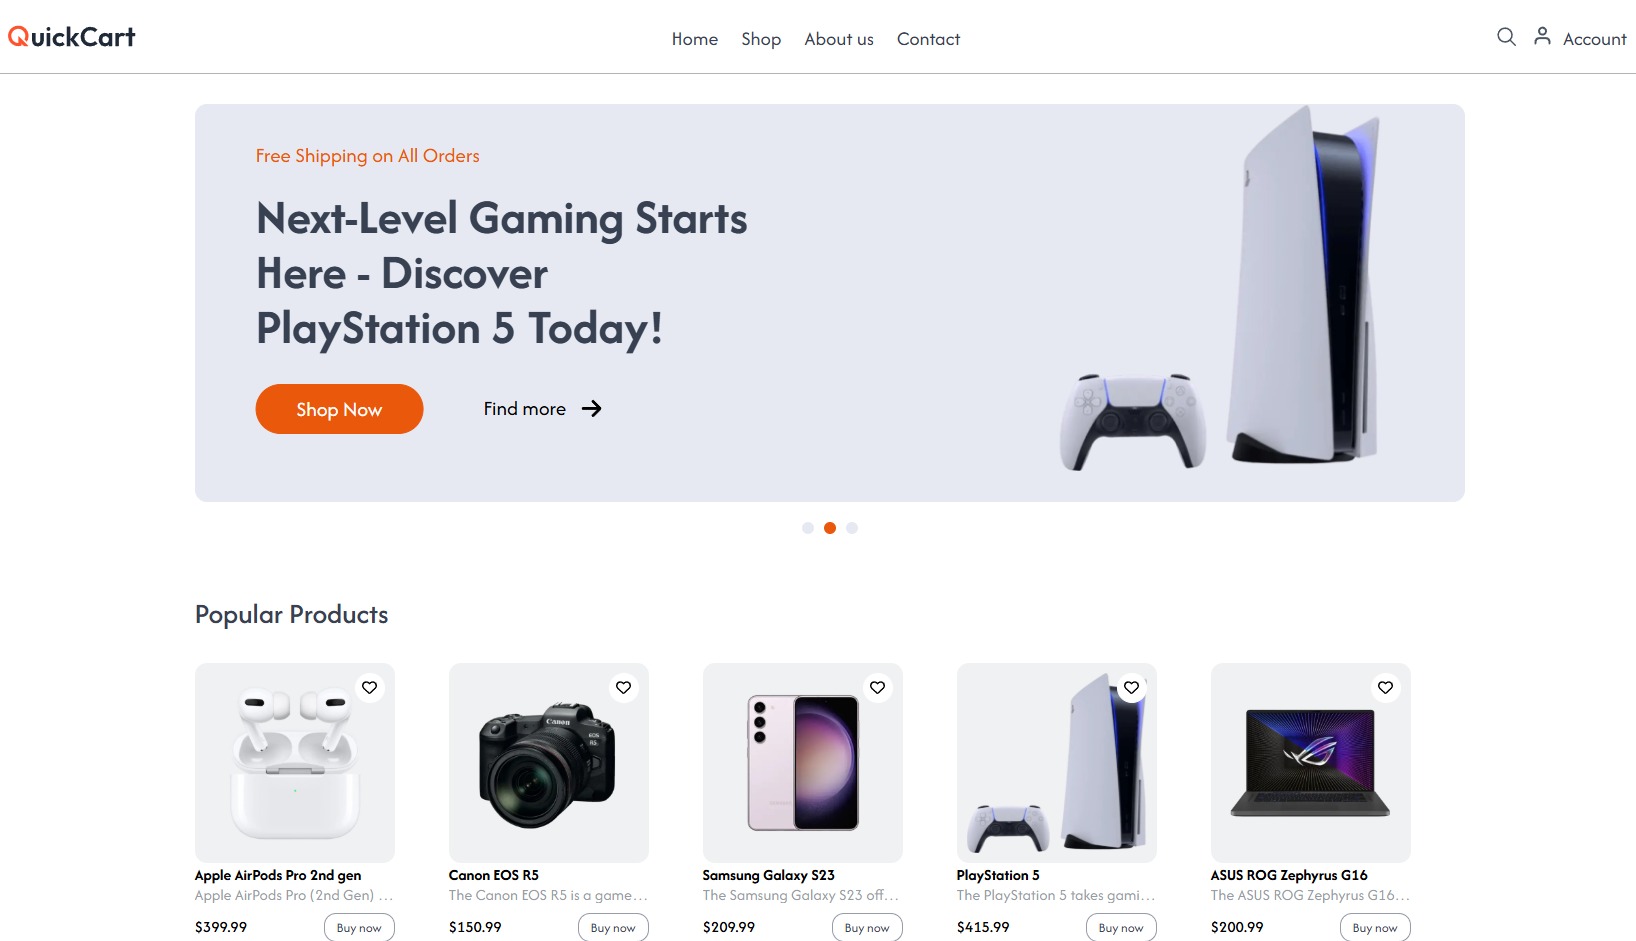 QuickCart
Home Shop About us Contact
Account
Free Shipping on All Orders
Next-Level Gaming Starts
Here - Discover
PlayStation 5 Today!
Shop Now
Find more
Popular Products
Canon
EOS
R5
Apple AirPods Pro 2nd gen
Apple AirPods Pro (2nd Gen) ...
$399.99
Buy now
Canon EOS R5
The Canon EOS R5 is a game...
$150.99
Buy now
Samsung Galaxy S23
The Samsung Galaxy S23 off...
$209.99
Buy now
PlayStation 5
The PlayStation 5 takes gami...
$415.99
Buy now
ASUS ROG Zephyrus G16
The ASUS ROG Zephyrus G16...
$200.99
Buy now